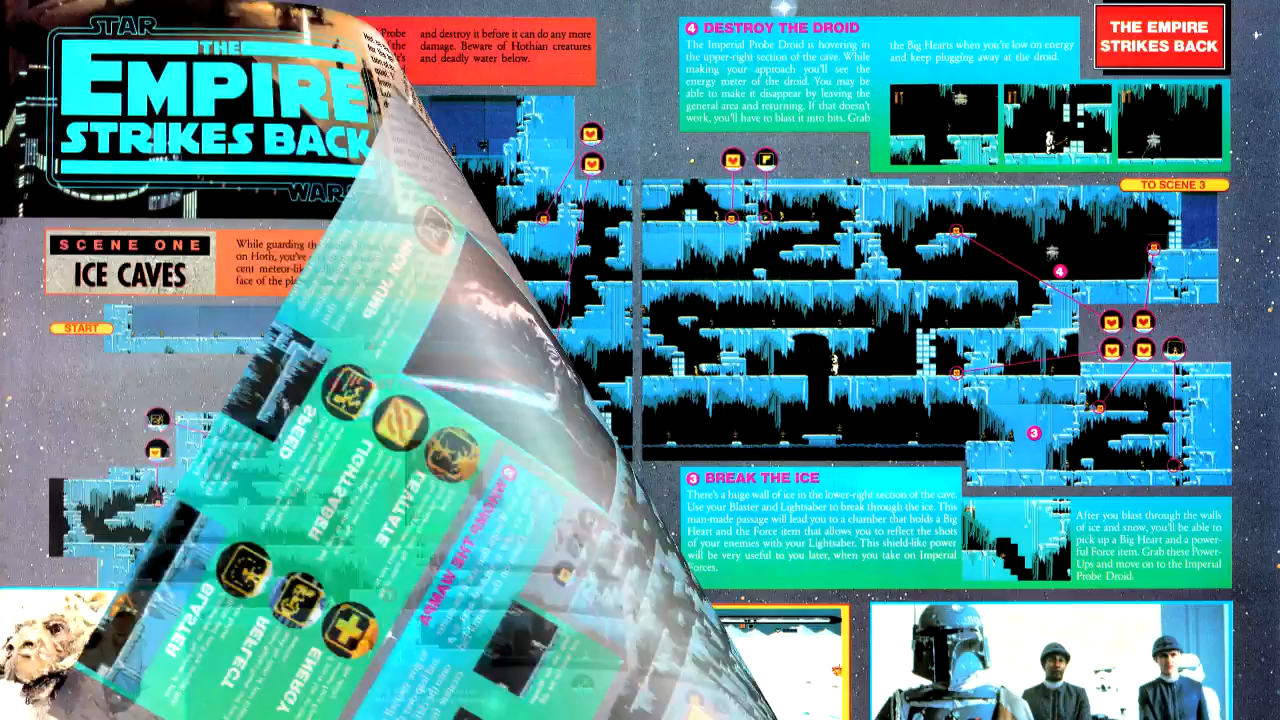 STAR
THE
EMPIRE
STRIKES BACK
WARS
SCENE ONE
ICE CAVES
While guarding
on Hoth, you've
cent meteor-
face of the
START
Probe
the
and destroy it before it can do any more
damage. Beware of Hothian creatures
and deadly water below.
4 DESTROY THE DROID
The Imperial Probe Droid is hovering in
the upper-right section of the cave. While
making your approach you'll see the
energy meter of the droid. You may be
able to make it disappear by leaving the
general area and returning. If that doesn't
work, you'll have to blast it into bits. Grab
the Big Hearts when you're low on energy
and keep plugging away at the droid.
THE EMPIRE
STRIKES BACK
TO SCENE 3
4
3
3 BREAK THE ICE
There's a huge wall of ice in the lower-right section of the cave.
Use your Blaster and Lightsaber to break through the ice. This
man-made passage will lead you to a chamber that holds a Big
Heart and the Force item that allows you to reflect the shots
of your enemies with your Lightsaber. This shield-like power
will be very useful to you later, when you take on Imperial
Forces.
After you blast through the walls
of ice and snow, you'll be able to
pick up a Big Heart and a power-
ful Force item. Grab these Power-
Ups and move on to the Imperial
Probe Droid.
SPEED
LIGHTSABER
LEVITATE
BLASTER
REFLECT
ENERGY